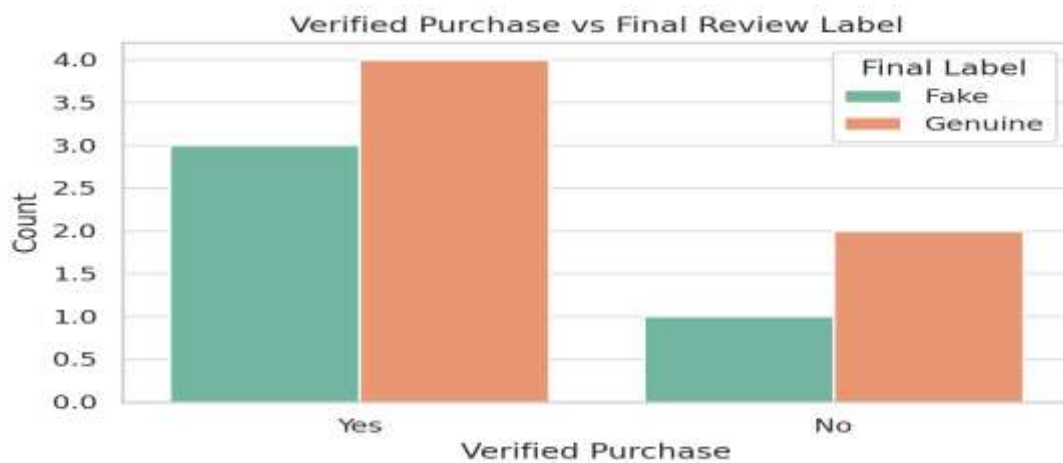 Verified Purchase vs Final Review Label
Final Label
Fake
Genuine
4.0
3.5
3.0
2.5
2.0
1.5
1.0
0.5
0.0
Count
Yes
No
Verified Purchase